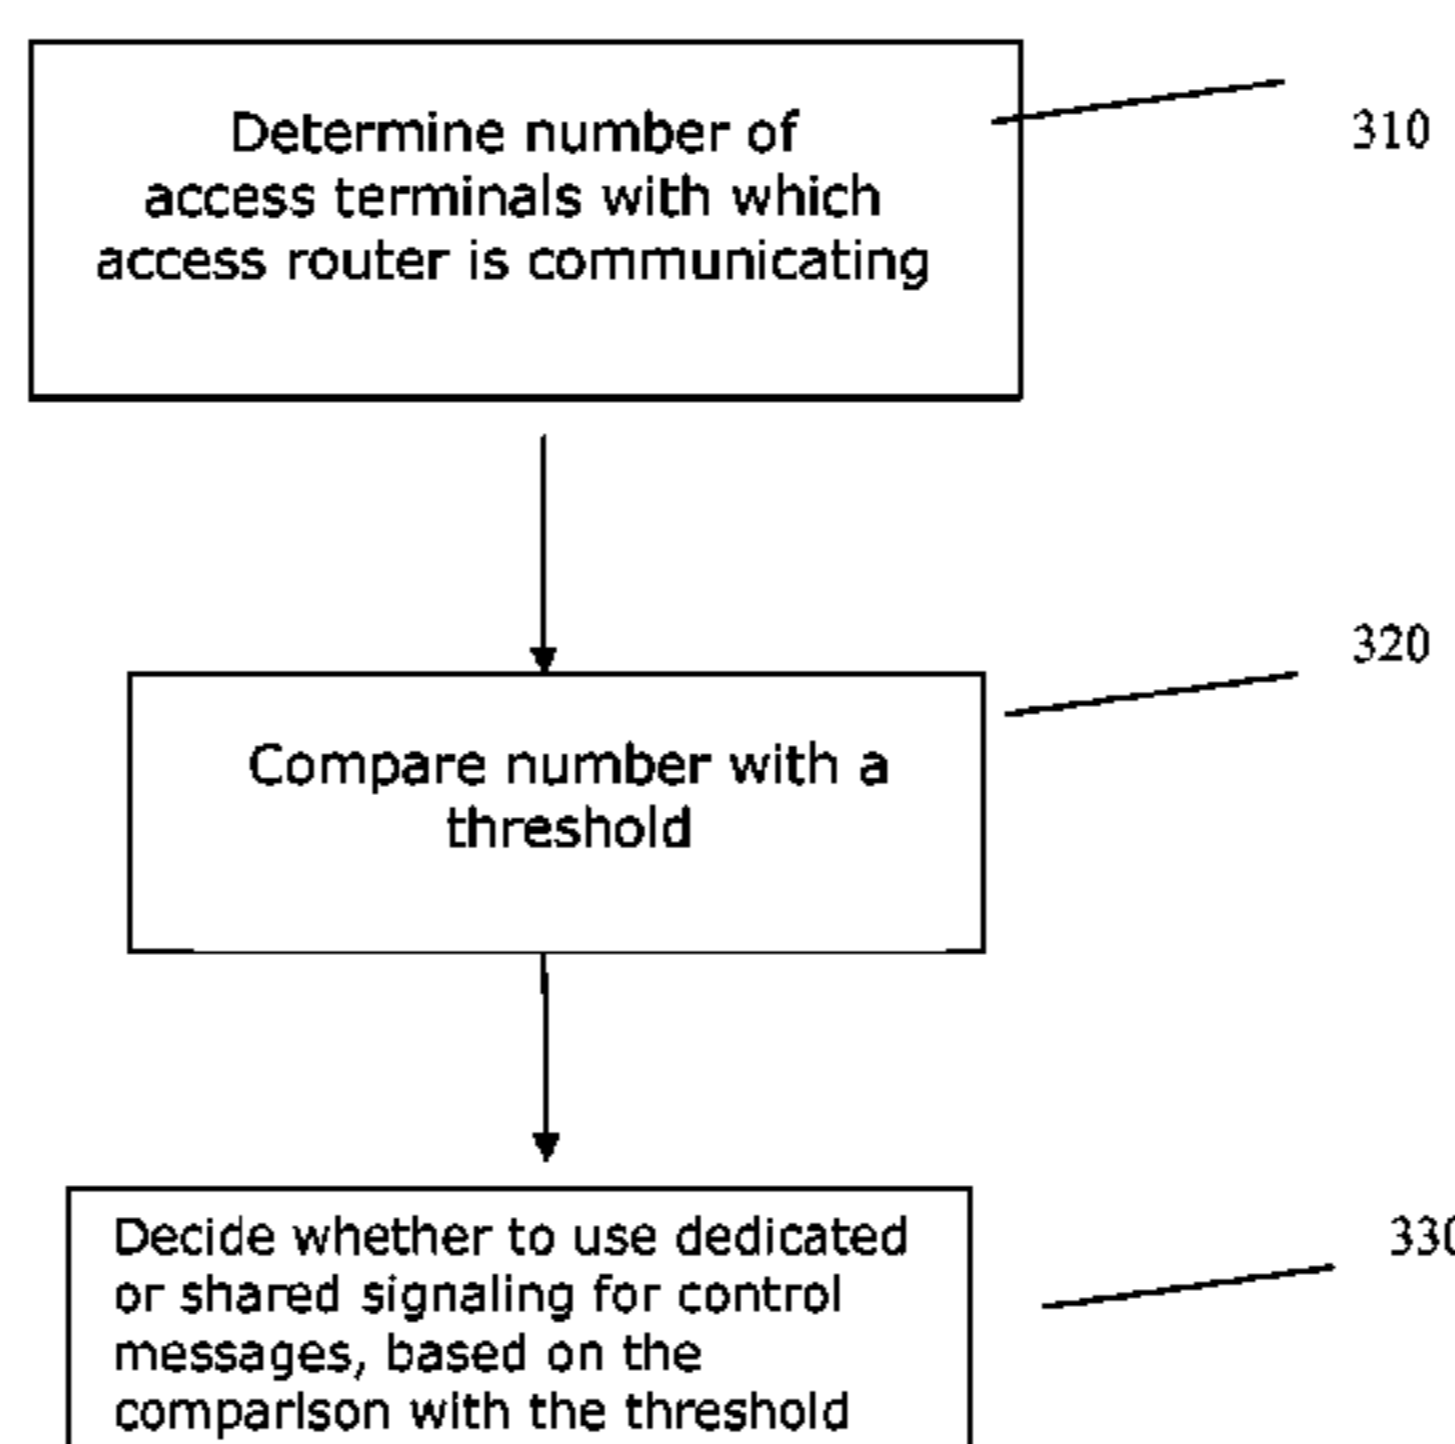 Determine number of
access terminals with which
access router is communicating
310
320
Compare number with a
threshold
Decide whether to use dedicated
or shared signaling for control
messages, based on the
comparison with the threshold
330